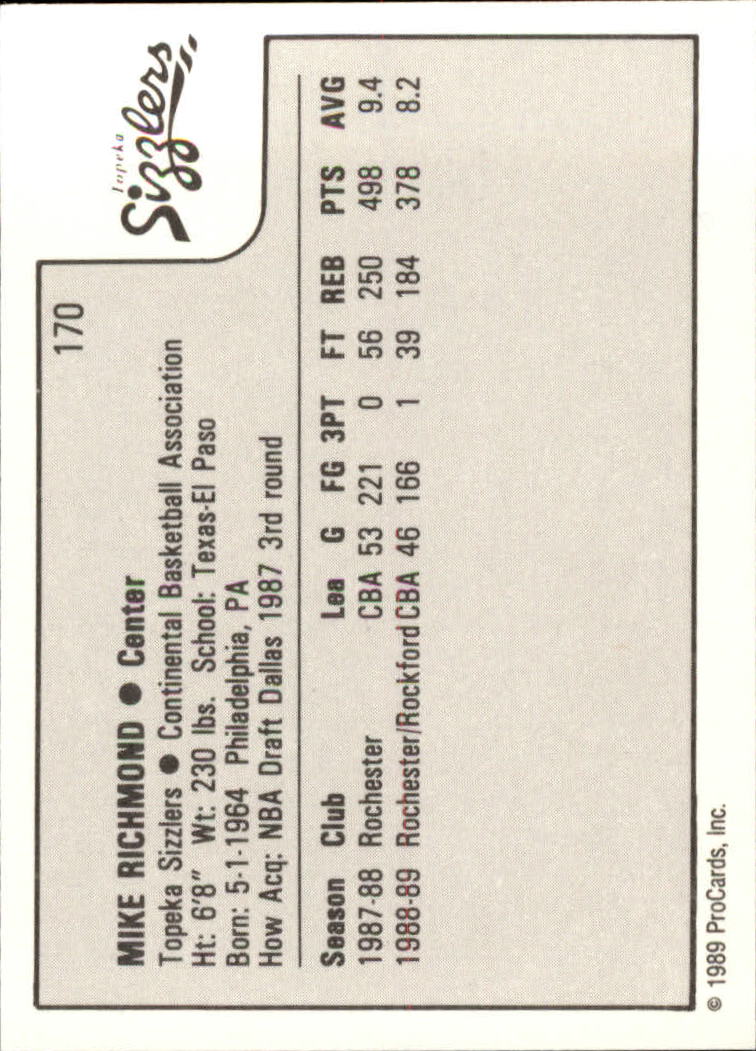 170
Topeka
Sizzlers
MIKE RICHMOND ● Center
Topeka Sizzlers ● Continental Basketball Association
Ht: 6'8" Wt: 230 lbs. School: Texas-El Paso
Born: 5-1-1964 Philadelphia, PA
How Acq: NBA Draft Dallas 1987 3rd round
Season Club Lea G FG 3PT FT REB PTS AVG
1987-88 Rochester CBA 53 221 0 56 250 498 9.4
1988-89 Rochester/Rockford CBA 46 166 1 39 184 378 8.2
© 1989 ProCards, Inc.